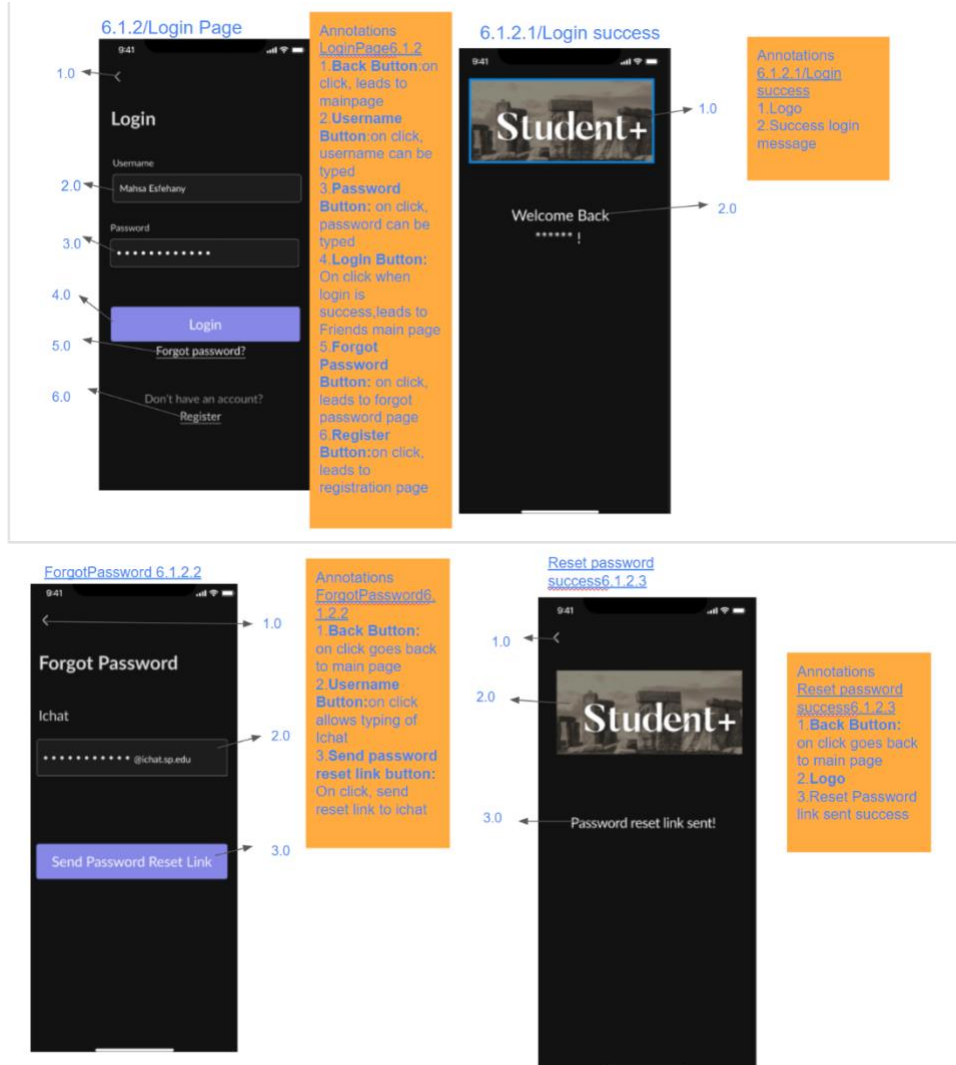 6.1.2/Login Page
9:41
1.0
Login
Username
2.0
Mahsa Esfehany
Password
3.0
••••••••••••
4.0
Login
5.0
Forgot password?
6.0
Don't have an account?
Register
Annotations
LoginPage6.1.2
1.Back Button:on
click, leads to
mainpage
2.Username
Button:on click,
username can be
typed
3.Password
Button: on click,
password can be
typed
4.Login Button:
On click when
login is
success,leads to
Friends main page
5.Forgot
Password
Button: on click,
leads to forgot
password page
6.Register
Button:on click,
leads to
registration page
6.1.2.1/Login success
9:41
Student+
1.0
Welcome Back
2.0
****** !
Annotations
6.1.2.1/Login
success
1.Logo
2.Success login
message
ForgotPassword 6.1.2.2
9:41
1.0
Forgot Password
Ichat
2.0
•••••••••••• @ichat.sp.edu
3.0
Send Password Reset Link
Annotations
ForgotPassword6.
1.2.2
1.Back Button:
on click goes back
to main page
2.Username
Button:on click
allows typing of
Ichat
3.Send password
reset link button:
On click, send
reset link to ichat
Reset password
success6.1.2.3
9:41
1.0
2.0
Student+
3.0
Password reset link sent!
Annotations
Reset password
success6.1.2.3
1.Back Button:
on click goes back
to main page
2.Logo
3.Reset Password
link sent success